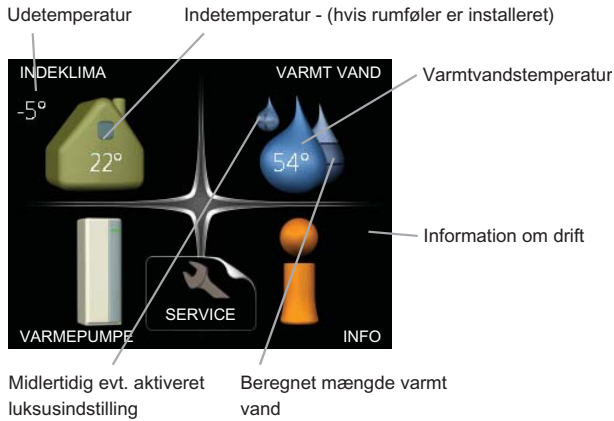 Udetemperatur
Indetemperatur - (hvis rumføler er installeret)
INDEKLIMA
VARMT VAND
Varmtvandstemperatur
-5°
22°
54°
Information om drift
SERVICE
VARMEPUMPE
INFO
Midlertidig evt. aktiveret
luksusindstilling
Beregnet mængde varmt
vand